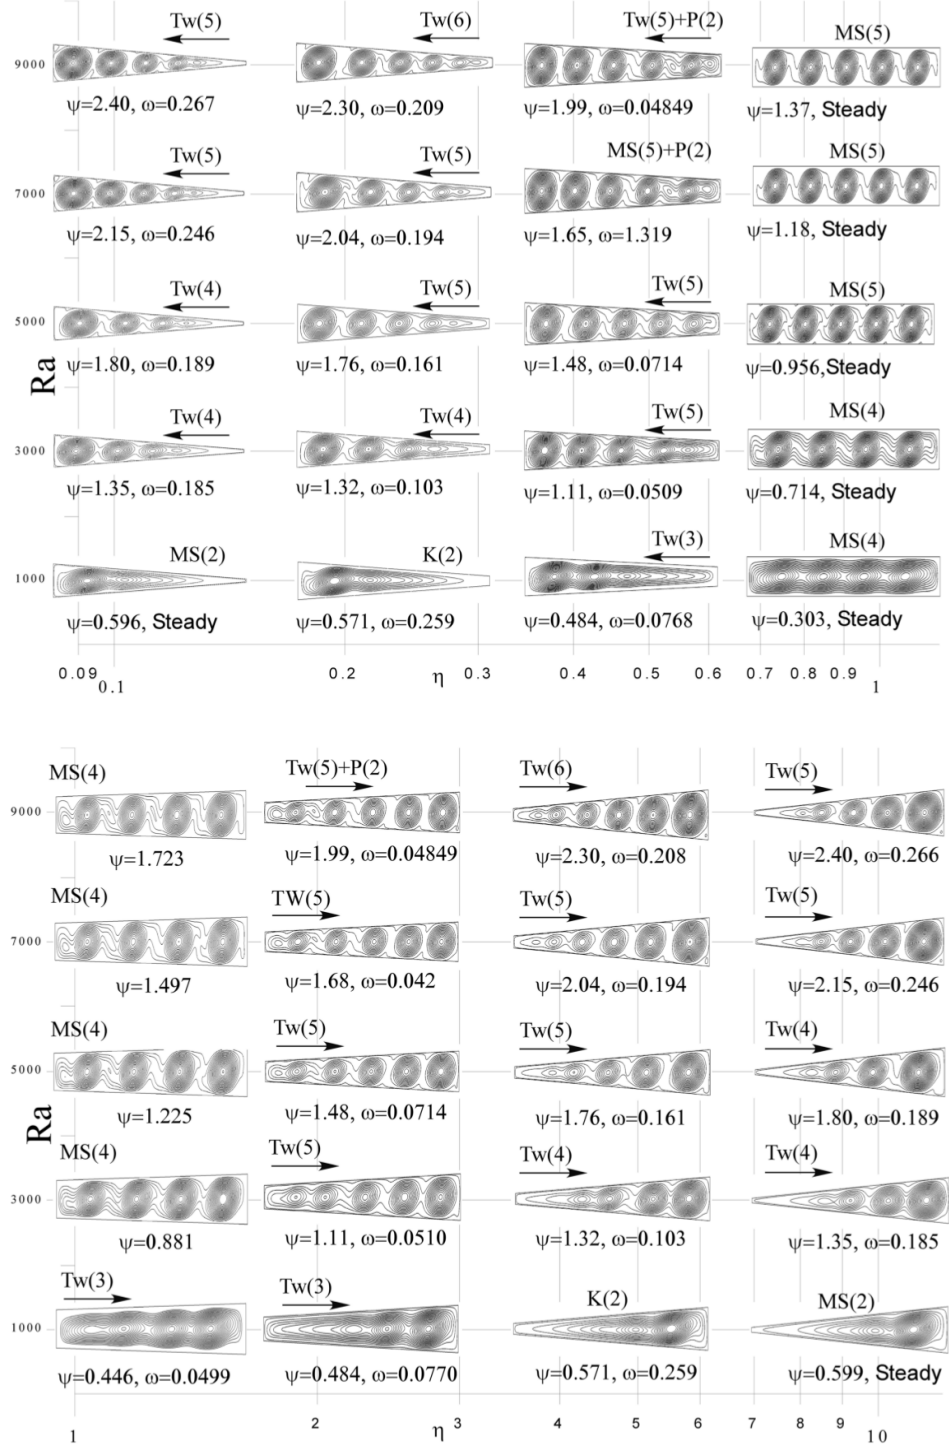 Tw(5) Tw(6) Tw(5)+P(2) MS(5)
9000
ψ=2.40, ω=0.267 ψ=2.30, ω=0.209 ψ=1.99, ω=0.04849 ψ=1.37, Steady
Tw(5) Tw(5) MS(5)+P(2) MS(5)
7000
ψ=2.15, ω=0.246 ψ=2.04, ω=0.194 ψ=1.65, ω=1.319 ψ=1.18, Steady
Tw(4) Tw(5) Tw(5) MS(5)
5000
ψ=1.80, ω=0.189 ψ=1.76, ω=0.161 ψ=1.48, ω=0.0714 ψ=0.956,Steady
Ra
Tw(4) Tw(4) Tw(5) MS(4)
3000
ψ=1.35, ω=0.185 ψ=1.32, ω=0.103 ψ=1.11, ω=0.0509 ψ=0.714, Steady
MS(2) K(2) Tw(3) MS(4)
1000
ψ=0.596, Steady ψ=0.571, ω=0.259 ψ=0.484, ω=0.0768 ψ=0.303, Steady
0.09 0.1 0.2 η 0.3 0.4 0.5 0.6 0.7 0.8 0.9 1
MS(4) Tw(5)+P(2) Tw(6) Tw(5)
9000
ψ=1.723 ψ=1.99, ω=0.04849 ψ=2.30, ω=0.208 ψ=2.40, ω=0.266
MS(4) TW(5) Tw(5) Tw(5)
7000
ψ=1.497 ψ=1.68, ω=0.042 ψ=2.04, ω=0.194 ψ=2.15, ω=0.246
MS(4) Tw(5) Tw(5) Tw(4)
5000
ψ=1.225 ψ=1.48, ω=0.0714 ψ=1.76, ω=0.161 ψ=1.80, ω=0.189
Ra
MS(4) Tw(5) Tw(4) Tw(4)
3000
ψ=0.881 ψ=1.11, ω=0.0510 ψ=1.32, ω=0.103 ψ=1.35, ω=0.185
Tw(3) Tw(3) K(2) MS(2)
1000
ψ=0.446, ω=0.0499 ψ=0.484, ω=0.0770 ψ=0.571, ω=0.259 ψ=0.599, Steady
1 2 η 3 4 5 6 7 8 9 10